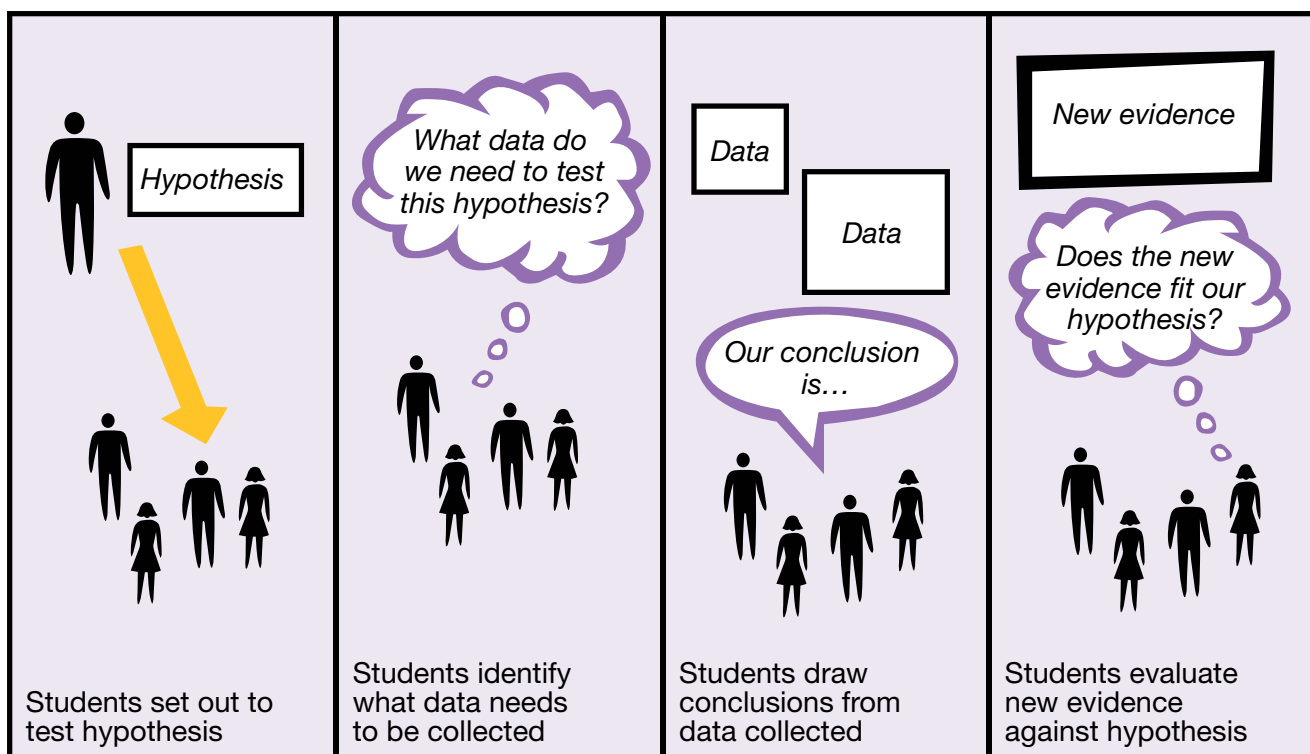 Hypothesis
Students set out to
test hypothesis
What data do
we need to test
this hypothesis?
Students identify
what data needs
to be collected
Data
Data
Our conclusion
is…
Students draw
conclusions from
data collected
New evidence
Does the new
evidence fit our
hypothesis?
Students evaluate
new evidence
against hypothesis